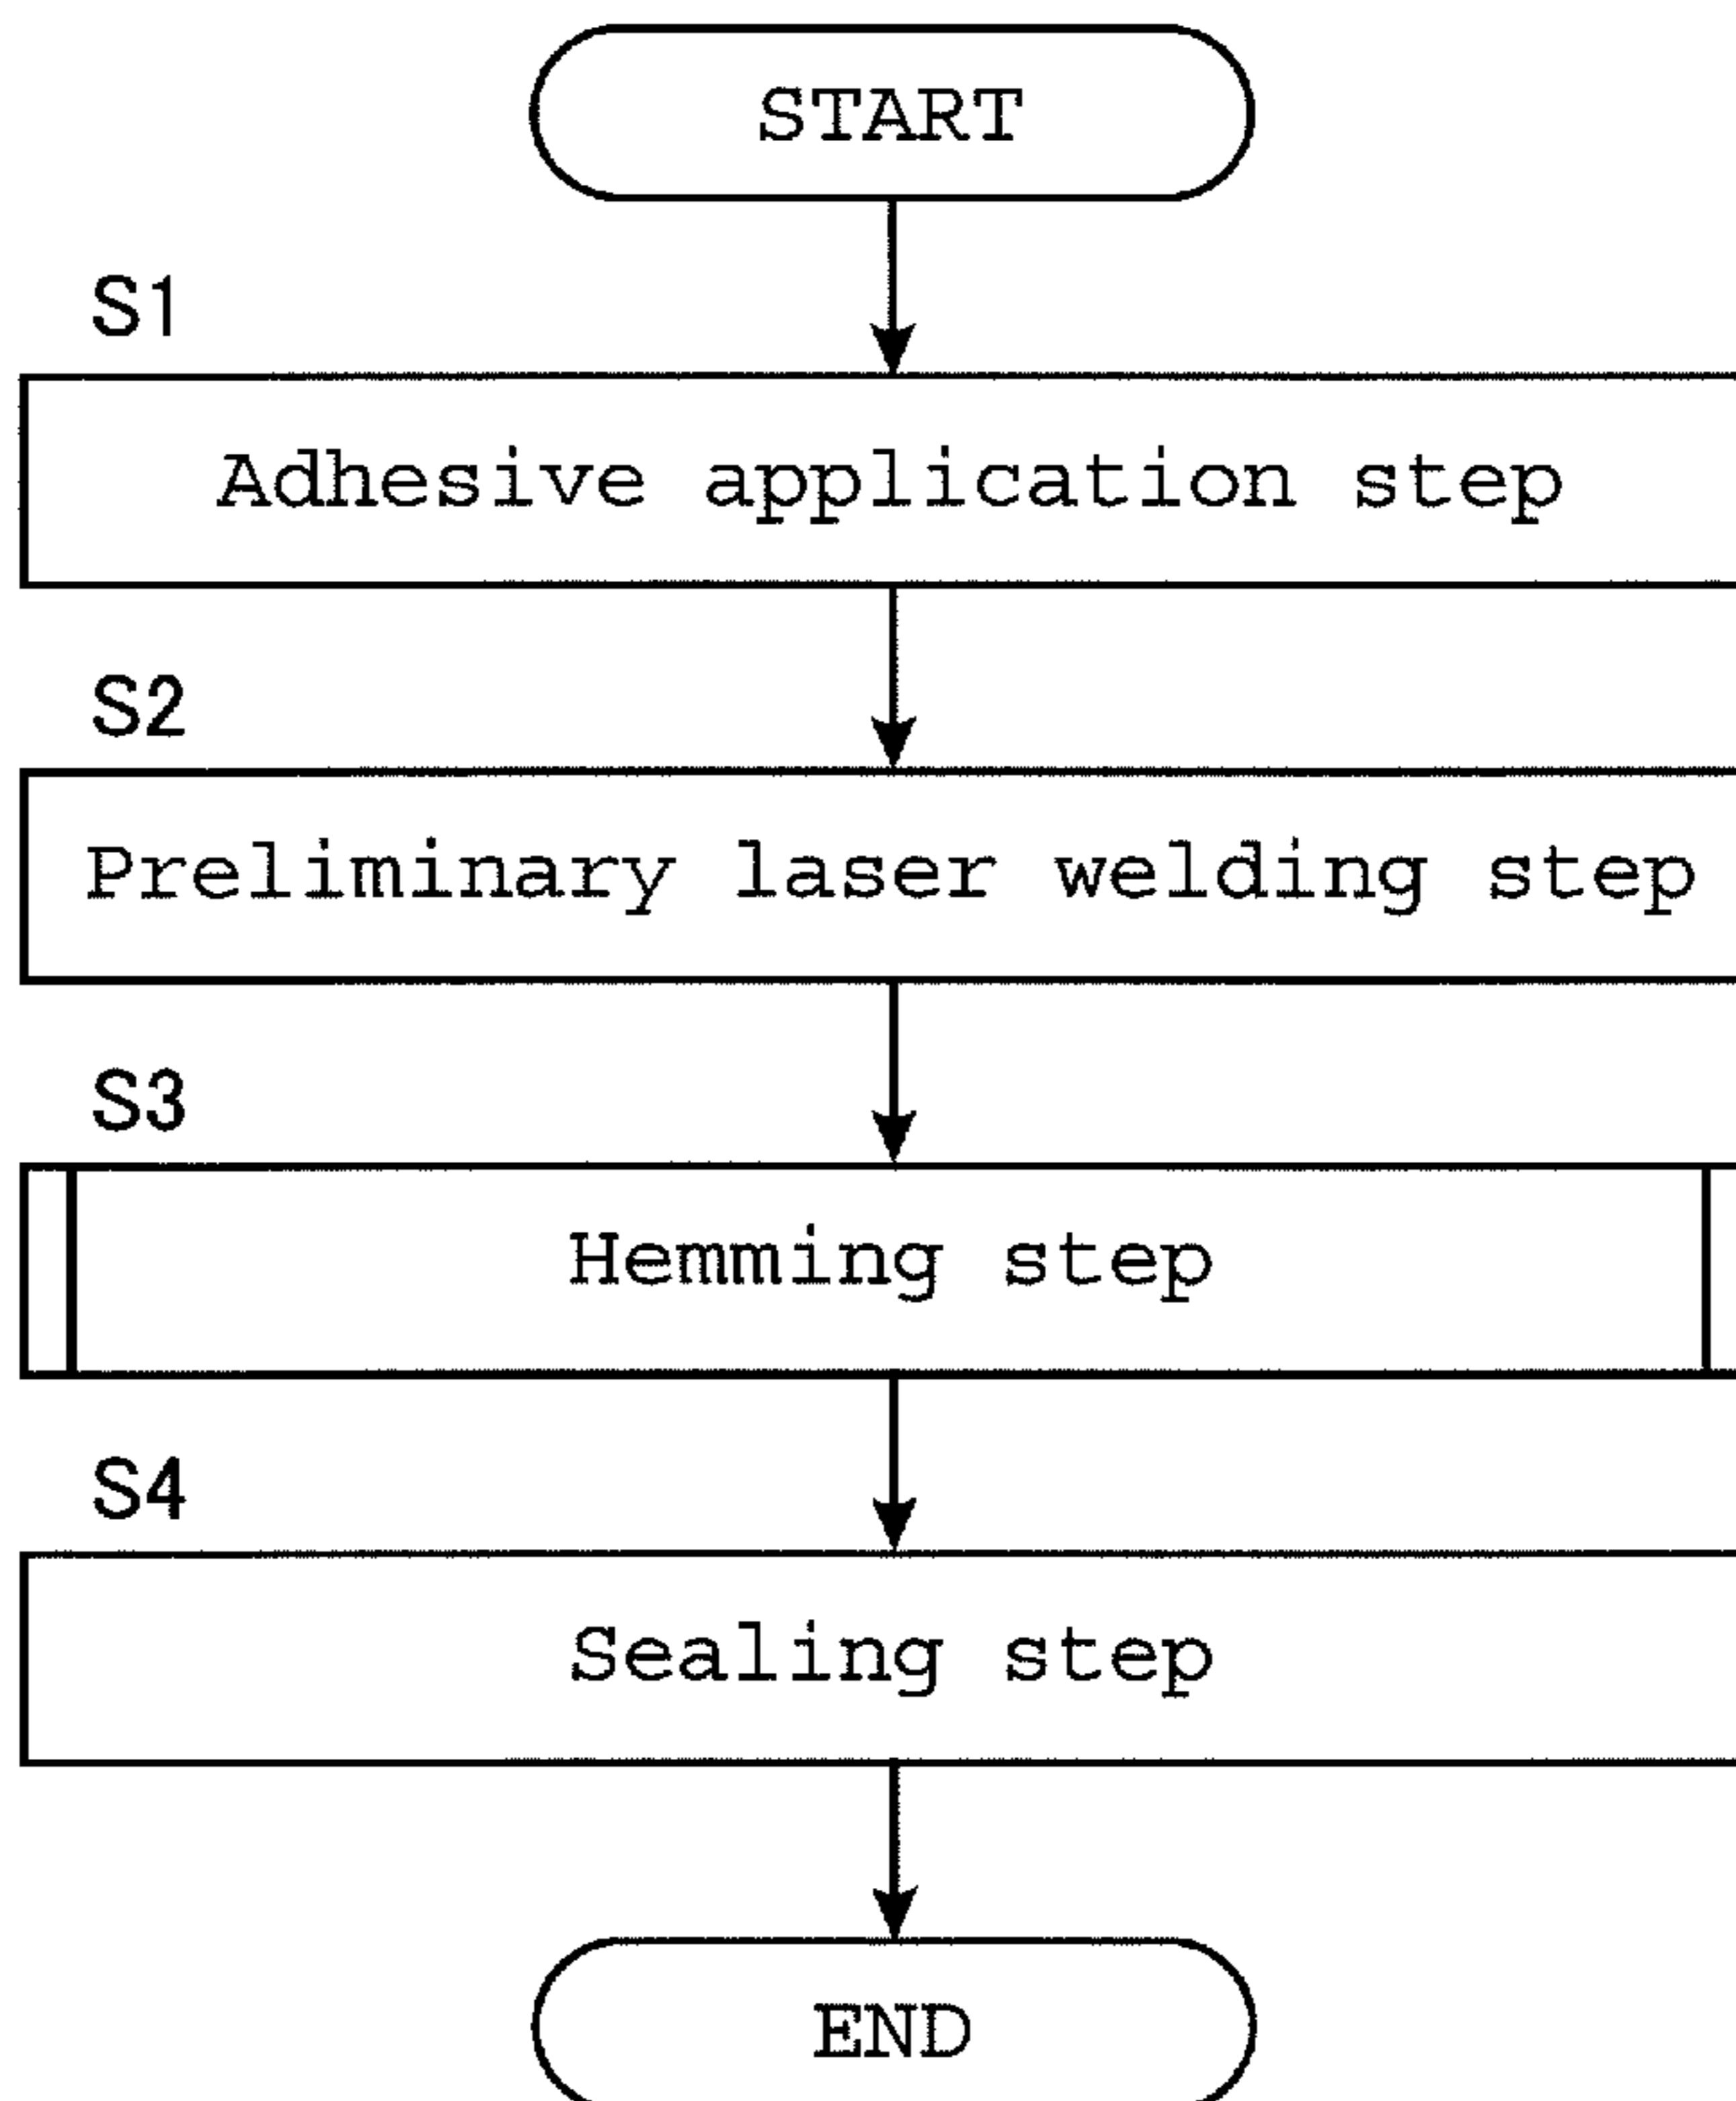 START
S1
Adhesive application step
S2
Preliminary laser welding step
S3
Hemming step
S4
Sealing step
END